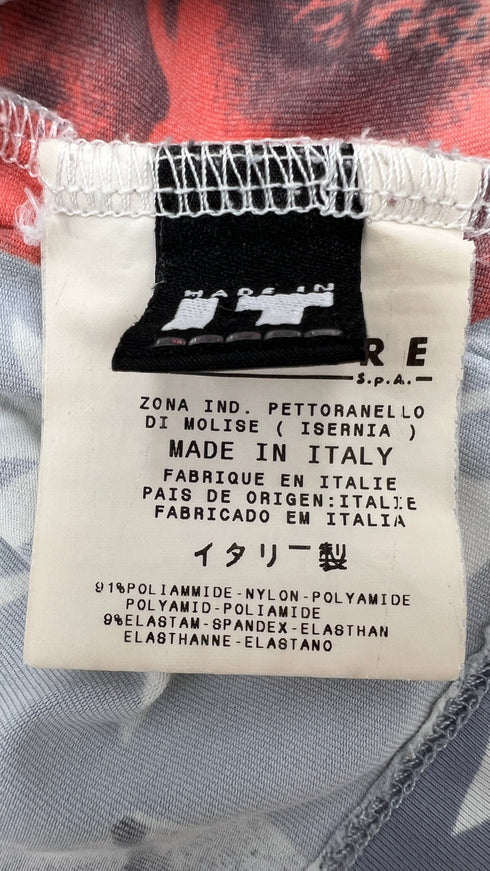 MADE IN
IT
RE
S.p.A.
ZONA IND. PETTORANELLO
DI MOLISE ( ISERNIA )
MADE IN ITALY
FABRIQUE EN ITALIE
PAIS DE ORIGEN:ITALIE
FABRICADO EM ITALIA
イタリー製
91%POLIAMMIDE-NYLON-POLYAMIDE
POLYAMID-POLIAMIDE
9%ELASTAM-SPANDEX-ELASTHAN
ELASTHANNE-ELASTANO